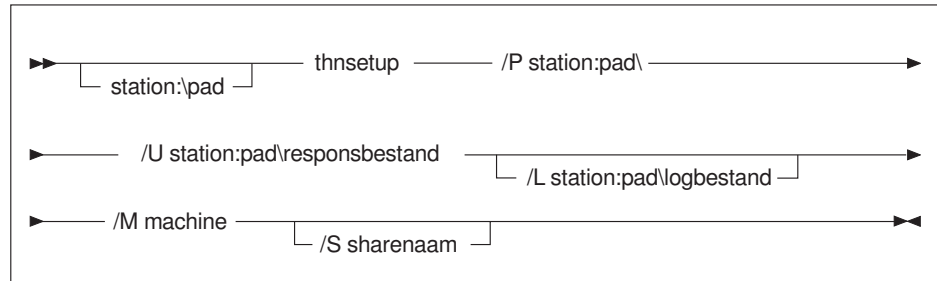 thnsetup /P station:pad\
station:\pad
/U station:pad\responsbestand
/L station:pad\logbestand
/M machine
/S sharenaam